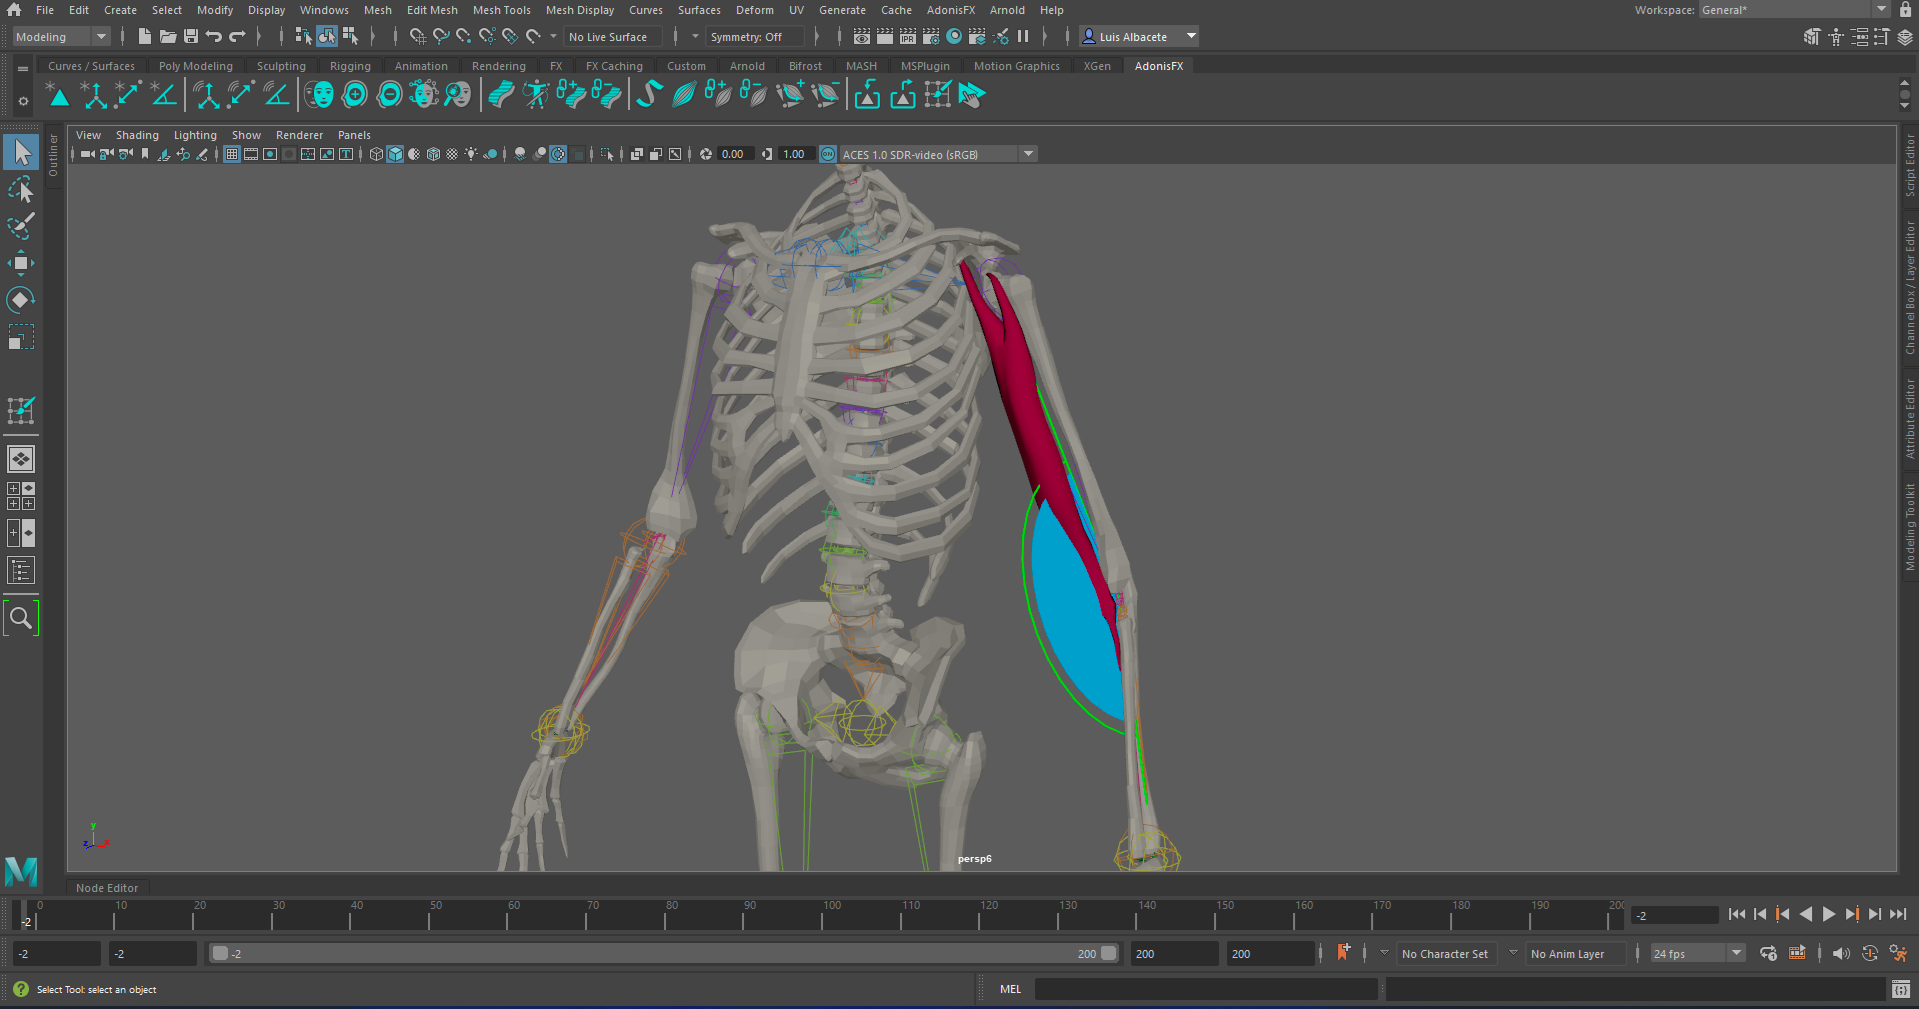 File Edit Create Select Modify Display Windows Mesh Edit Mesh Mesh Tools Mesh Display Curves Surfaces Deform UV Generate Cache AdonisFX Arnold Help Workspace: General*
Modeling No Live Surface Symmetry: Off IPR Luis Albacete
Curves / Surfaces Poly Modeling Sculpting Rigging Animation Rendering FX FX Caching Custom Arnold Bifrost MASH MSPlugin Motion Graphics XGen AdonisFX
View Shading Lighting Show Renderer Panels
0.00 1.00 ON ACES 1.0 SDR-video (sRGB)
Outliner
Script Editor
Channel Box / Layer Editor
Attribute Editor
Modeling Toolkit
y
z x
persp6
M
Node Editor
0 10 20 30 40 50 60 70 80 90 100 110 120 130 140 150 160 170 180 190 200
-2 -2
-2 -2 -2 200 200 200 No Character Set No Anim Layer 24 fps
Select Tool: select an object MEL